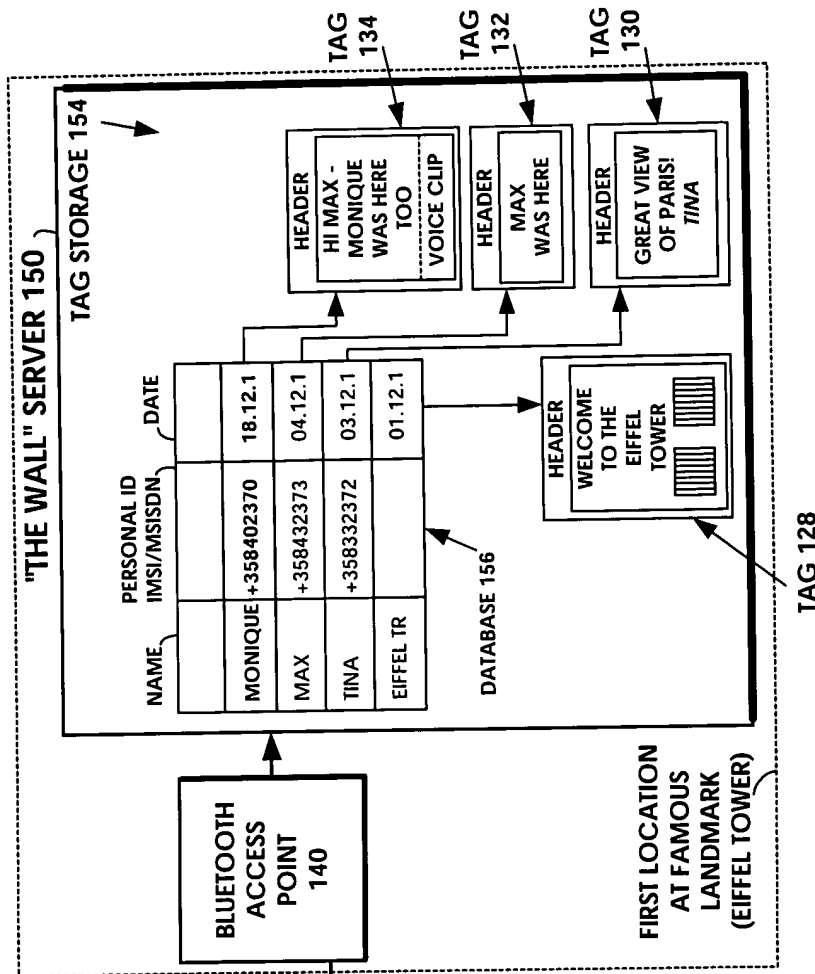 "THE WALL" SERVER 150
TAG STORAGE 154
NAME
PERSONAL ID
IMSI/MSISDN
DATE
MONIQUE +358402370 18.12.1
MAX +358432373 04.12.1
TINA +358332372 03.12.1
EIFFEL TR 01.12.1
DATABASE 156
HEADER
HI MAX -
MONIQUE
WAS HERE
TOO
VOICE CLIP
TAG
134
HEADER
MAX
WAS HERE
TAG
132
HEADER
GREAT VIEW
OF PARIS!
TINA
TAG
130
HEADER
WELCOME
TO THE
EIFFEL
TOWER
TAG 128
BLUETOOTH
ACCESS
POINT
140
FIRST LOCATION
AT FAMOUS
LANDMARK
(EIFFEL TOWER)